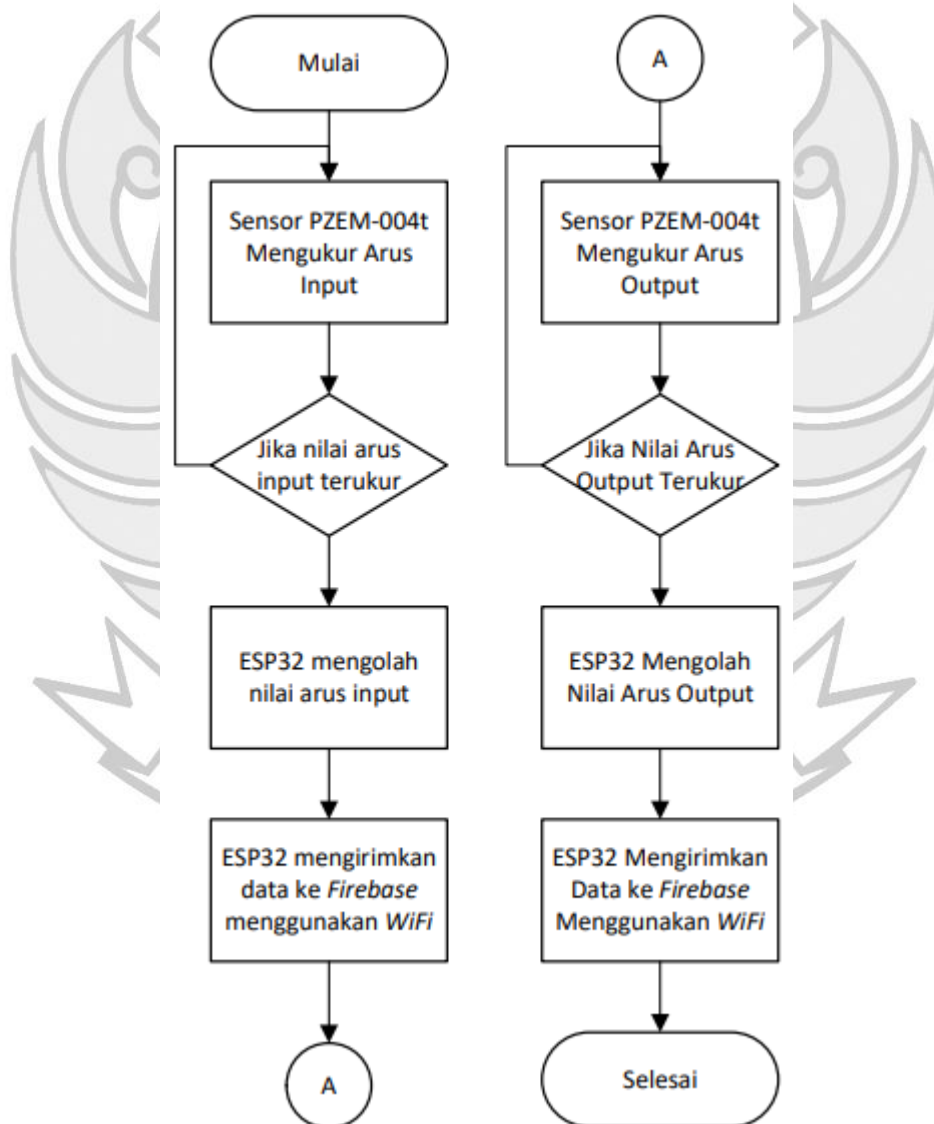 Mulai
Sensor PZEM-004t
Mengukur Arus
Input
Jika nilai arus
input terukur
ESP32 mengolah
nilai arus input
ESP32 mengirimkan
data ke Firebase
menggunakan WiFi
A
A
Sensor PZEM-004t
Mengukur Arus
Output
Jika Nilai Arus
Output Terukur
ESP32 Mengolah
Nilai Arus Output
ESP32 Mengirimkan
Data ke Firebase
Menggunakan WiFi
Selesai